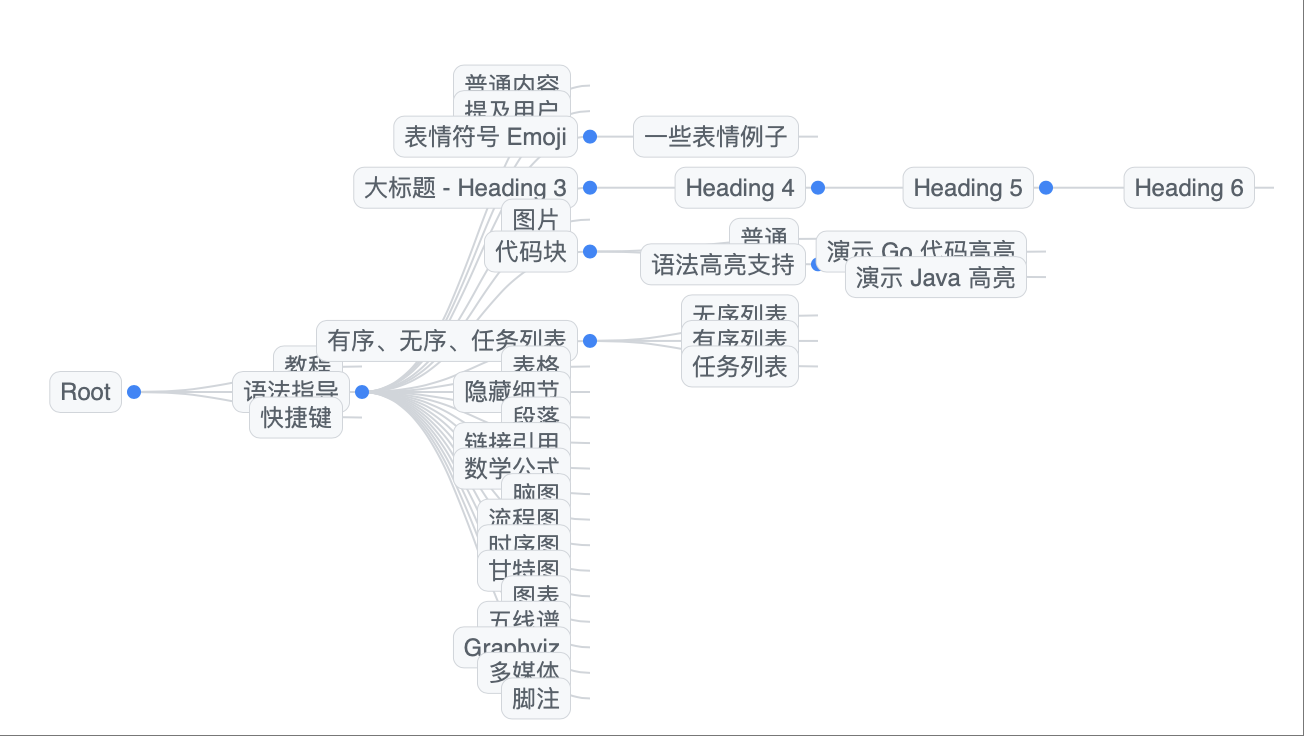 Root
教程
语法指导
快捷键
普通内容
提及用户
表情符号 Emoji
一些表情例子
大标题 - Heading 3
Heading 4
Heading 5
Heading 6
图片
代码块
普通
语法高亮支持
演示 Go 代码高亮
演示 Java 高亮
有序、无序、任务列表
无序列表
有序列表
任务列表
表格
隐藏细节
段落
链接引用
数学公式
脑图
流程图
时序图
甘特图
图表
五线谱
Graphviz
多媒体
脚注